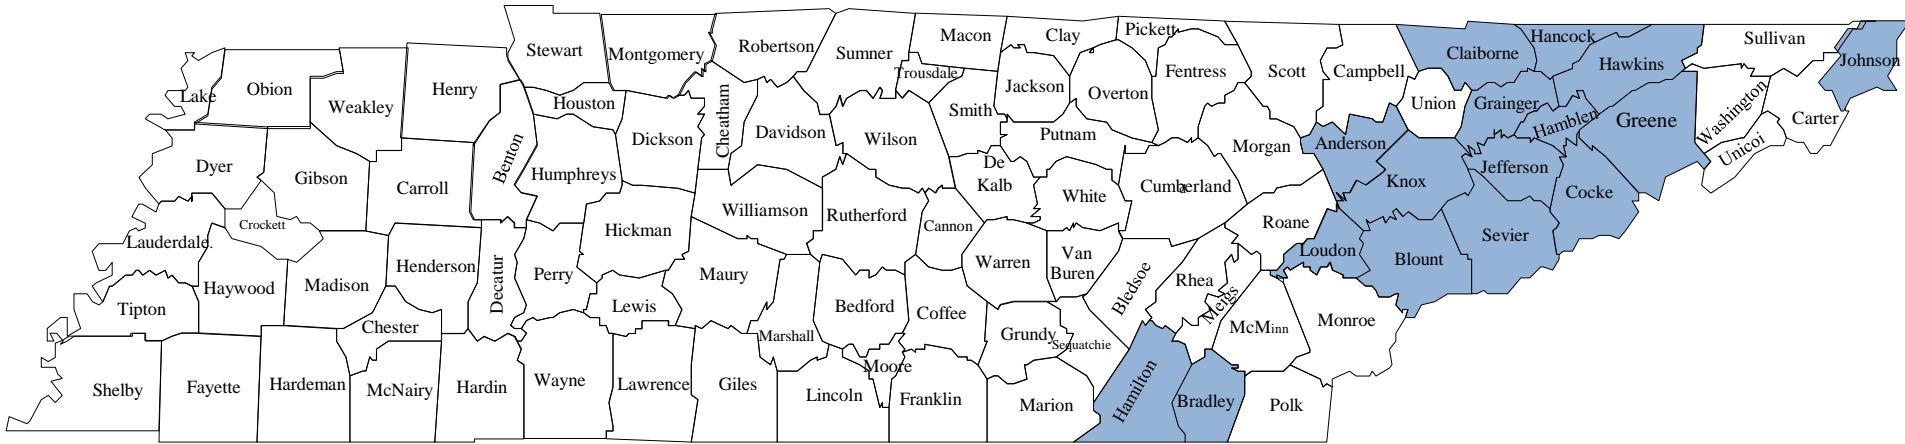 Stewart
Montgomery
Robertson
Sumner
Macon
Clay
Pickett
Fentress
Scott
Campbell
Claiborne
Hancock
Hawkins
Sullivan
Johnson
Lake
Obion
Weakley
Henry
Houston
Trousdale
Jackson
Overton
Union
Grainger
Hamblen
Greene
Washington
Carter
Unicoi
Benton
Dickson
Cheatham
Davidson
Wilson
Smith
Putnam
Morgan
Anderson
Dyer
Gibson
Carroll
Humphreys
De
Kalb
White
Cumberland
Knox
Jefferson
Cocke
Crockett
Williamson
Rutherford
Cannon
Roane
Lauderdale.
Hickman
Sevier
Henderson
Decatur
Perry
Maury
Warren
Van
Buren
Bledsoe
Rhea
Meigs
Loudon
Blount
Haywood
Madison
Tipton
Lewis
Bedford
Coffee
Chester
Marshall
Grundy
Sequatchie
McMinn
Monroe
Shelby
Fayette
Hardeman
McNairy
Hardin
Wayne
Lawrence
Giles
Lincoln
Moore
Franklin
Marion
Hamilton
Bradley
Polk